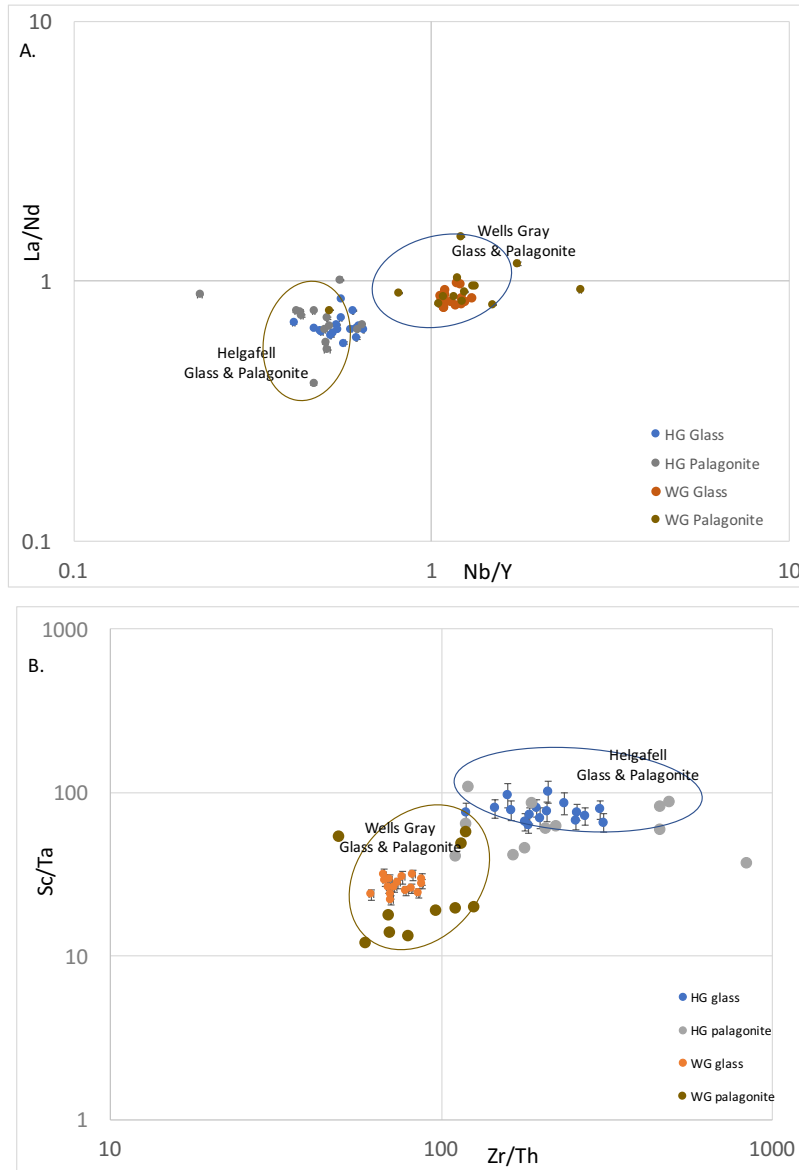 10
A.
La/Nd
Wells Gray
Glass & Palagonite
1
Helgafell
Glass & Palagonite
HG Glass
HG Palagonite
WG Glass
WG Palagonite
0.1
0.1
1
Nb/Y
10
1000
B.
Helgafell
Glass & Palagonite
100
Wells Gray
Glass & Palagonite
Sc/Ta
10
HG glass
HG palagonite
WG glass
WG palagonite
1
10
100
Zr/Th
1000